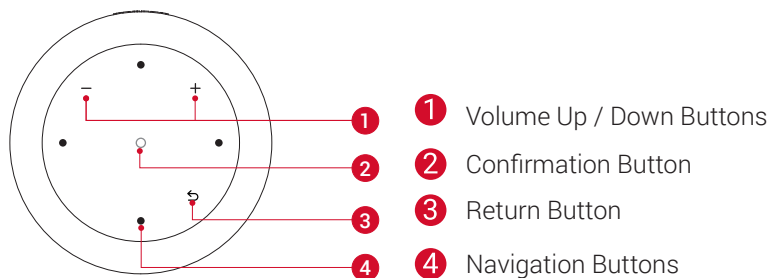 − +
1 1 Volume Up / Down Buttons
2 2 Confirmation Button
3 3 Return Button
4 4 Navigation Buttons